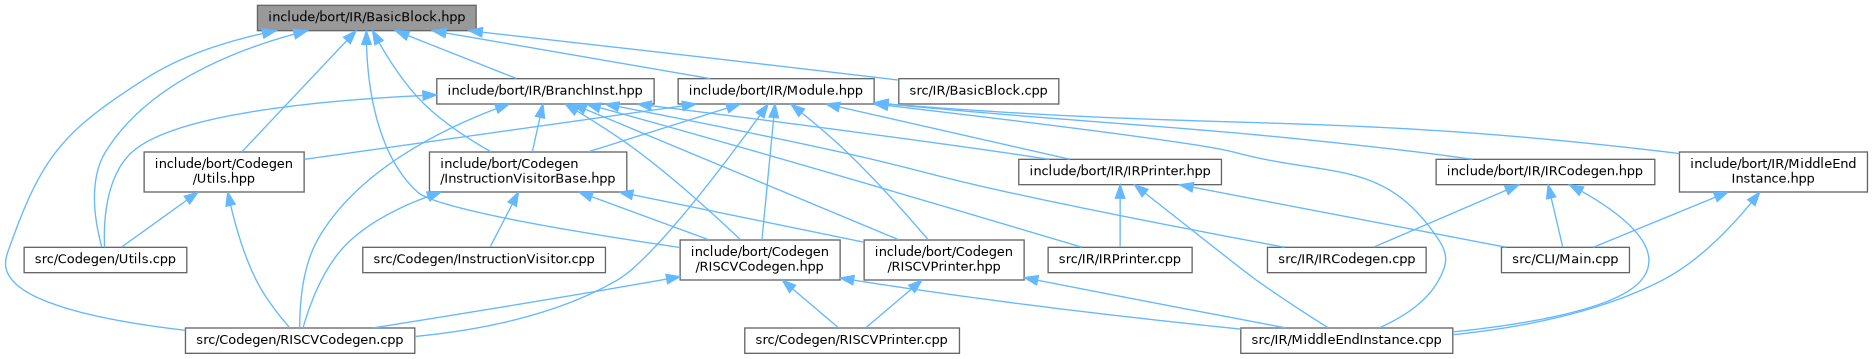 include/bort/IR/BasicBlock.hpp
include/bort/IR/BranchInst.hpp
include/bort/IR/Module.hpp
src/IR/BasicBlock.cpp
include/bort/Codegen
/Utils.hpp
include/bort/Codegen
/InstructionVisitorBase.hpp
include/bort/IR/IRPrinter.hpp
include/bort/IR/IRCodegen.hpp
include/bort/IR/MiddleEnd
Instance.hpp
src/Codegen/Utils.cpp
src/Codegen/InstructionVisitor.cpp
include/bort/Codegen
/RISCVCodegen.hpp
include/bort/Codegen
/RISCVPrinter.hpp
src/IR/IRPrinter.cpp
src/IR/IRCodegen.cpp
src/CLI/Main.cpp
src/Codegen/RISCVCodegen.cpp
src/Codegen/RISCVPrinter.cpp
src/IR/MiddleEndInstance.cpp